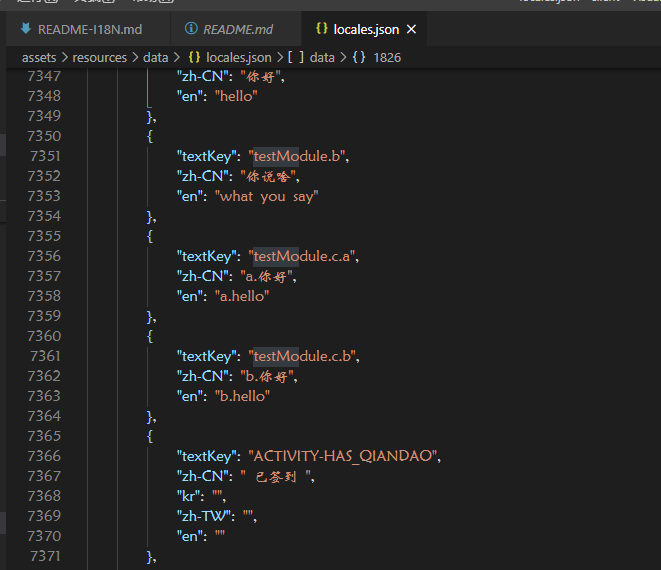 README-I18N.md README.md locales.json
assets > resources > data > {} locales.json > [ ] data > {} 1826
7347 "zh-CN": "你好",
7348 "en": "hello"
7349 },
7350 {
7351 "textKey": "testModule.b",
7352 "zh-CN": "你说啥",
7353 "en": "what you say"
7354 },
7355 {
7356 "textKey": "testModule.c.a",
7357 "zh-CN": "a.你好",
7358 "en": "a.hello"
7359 },
7360 {
7361 "textKey": "testModule.c.b",
7362 "zh-CN": "b.你好",
7363 "en": "b.hello"
7364 },
7365 {
7366 "textKey": "ACTIVITY-HAS_QIANDAO",
7367 "zh-CN": " 已签到 ",
7368 "kr": "",
7369 "zh-TW": "",
7370 "en": ""
7371 },